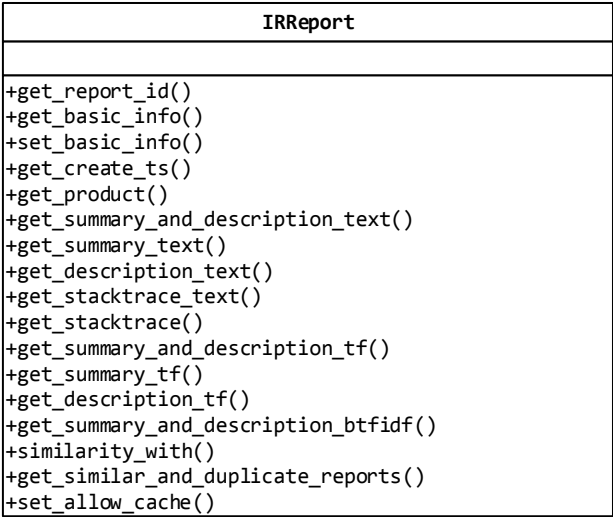 IRReport
+get_report_id()
+get_basic_info()
+set_basic_info()
+get_create_ts()
+get_product()
+get_summary_and_description_text()
+get_summary_text()
+get_description_text()
+get_stacktrace_text()
+get_stacktrace()
+get_summary_and_description_tf()
+get_summary_tf()
+get_description_tf()
+get_summary_and_description_btfidf()
+similarity_with()
+get_similar_and_duplicate_reports()
+set_allow_cache()